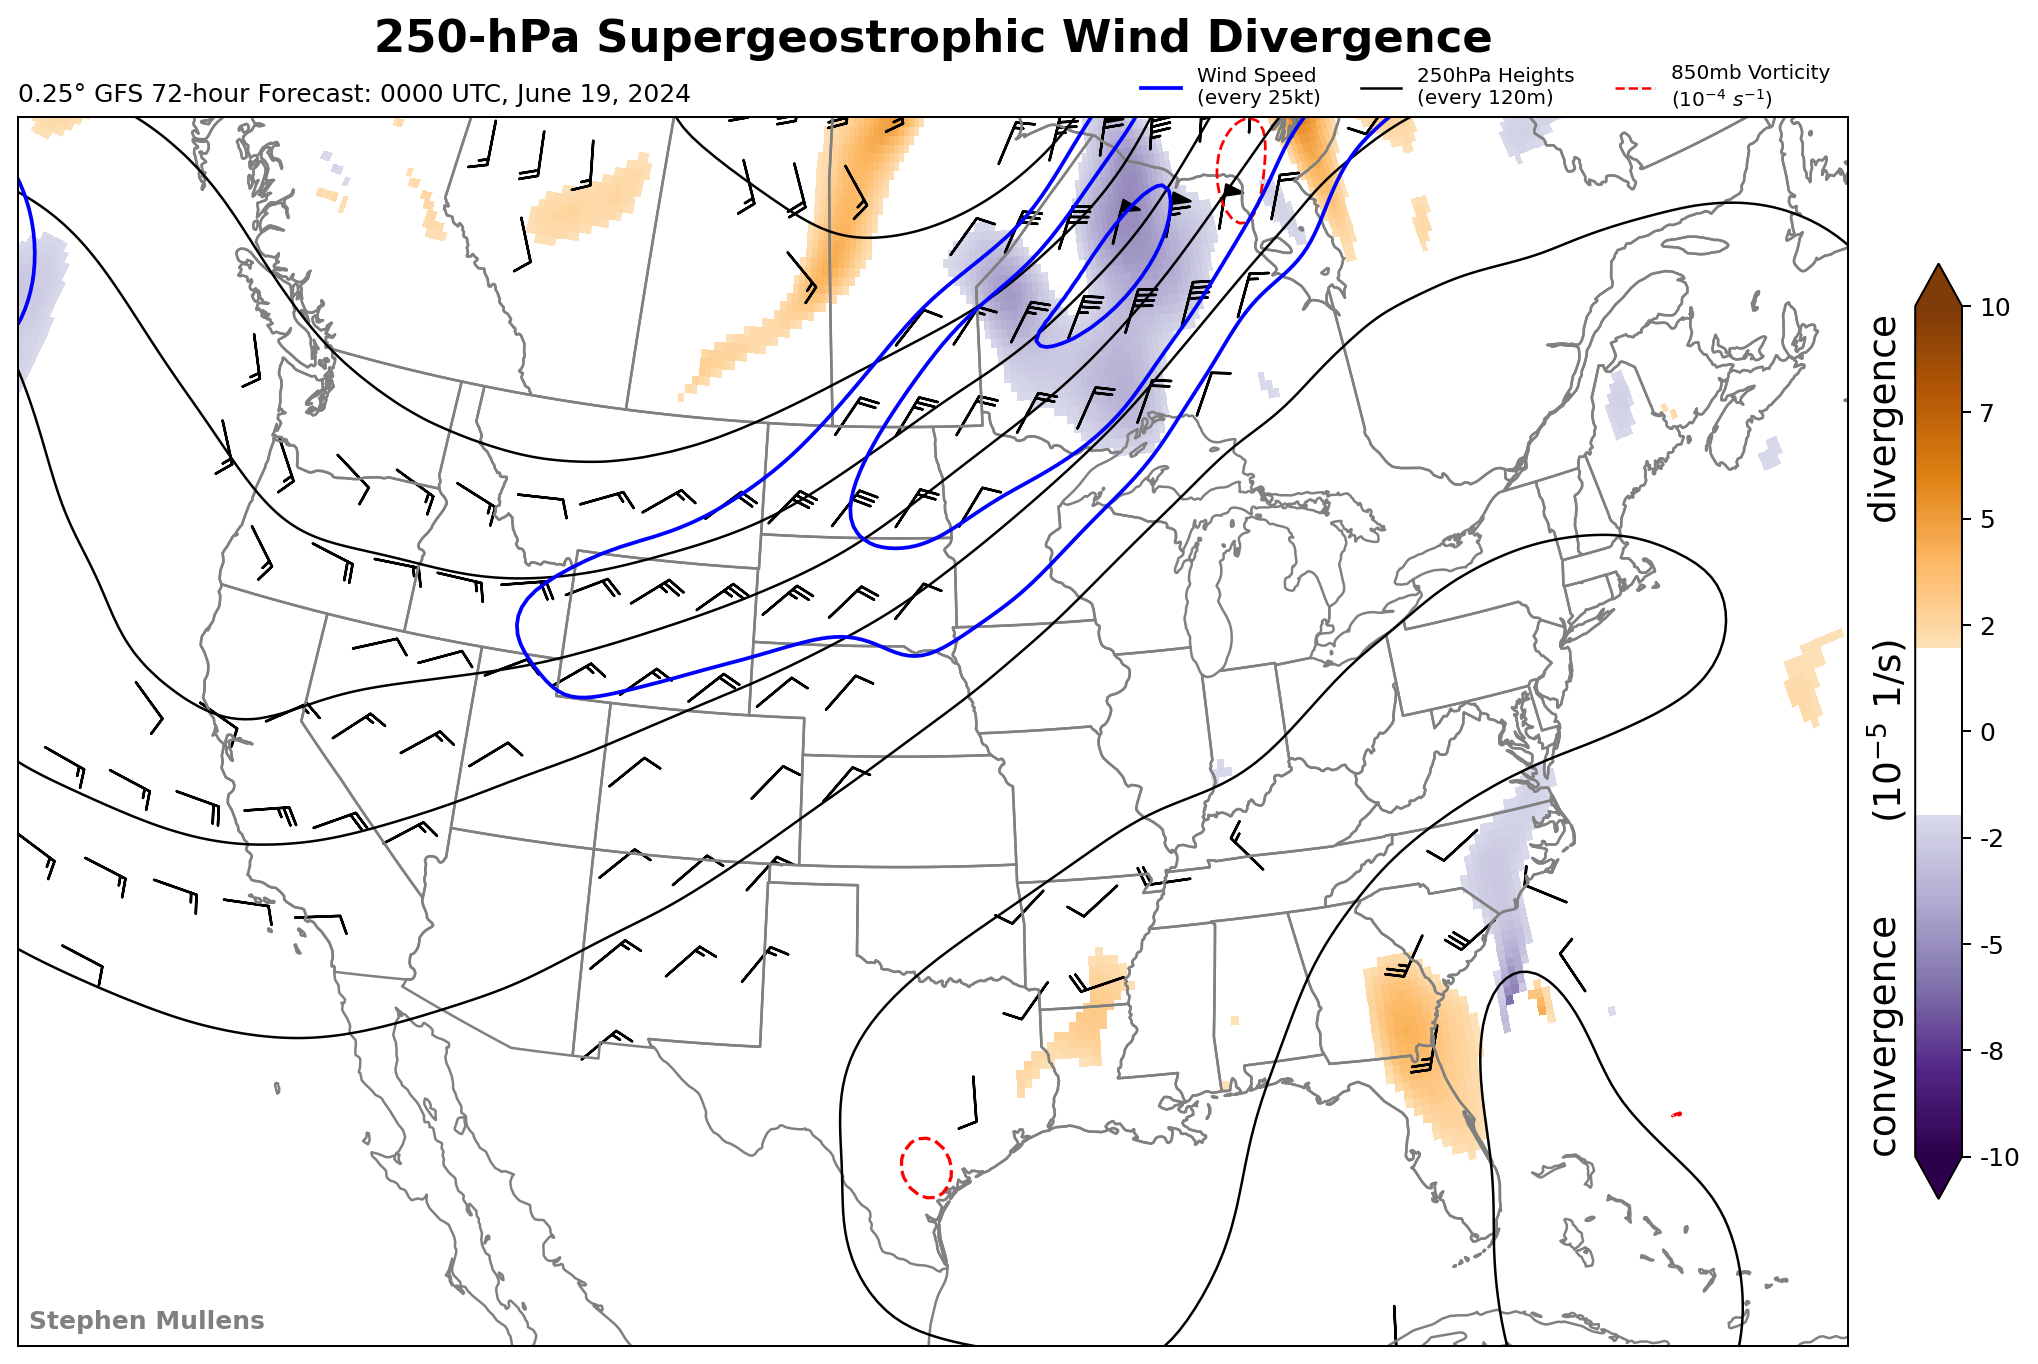 250-hPa Supergeostrophic Wind Divergence
0.25° GFS 72-hour Forecast: 0000 UTC, June 19, 2024
Wind Speed
(every 25kt)
250hPa Heights
(every 120m)
850mb Vorticity
(10⁻⁴ s⁻¹)
10
7
5
2
0
-2
-5
-8
-10
convergence (10⁻⁵ 1/s) divergence
Stephen Mullens